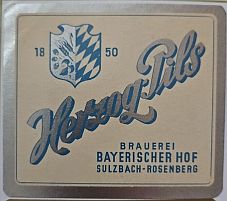 18 50
Herzog-Pils
BRAUEREI
BAYERISCHER HOF
SULZBACH-ROSENBERG